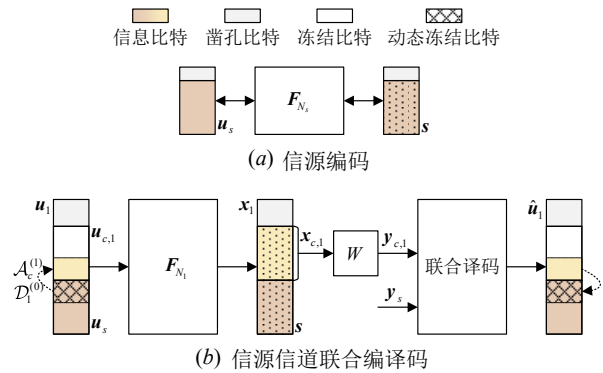 信息比特 凿孔比特 冻结比特 动态冻结比特
u_s F_{N_s} s
(a) 信源编码
u_1 x_1 û_1
u_{c,1} x_{c,1} y_{c,1}
A_c^{(1)} F_{N_1} W 联合译码
D_1^{(0)} y_s
u_s s
(b) 信源信道联合编译码